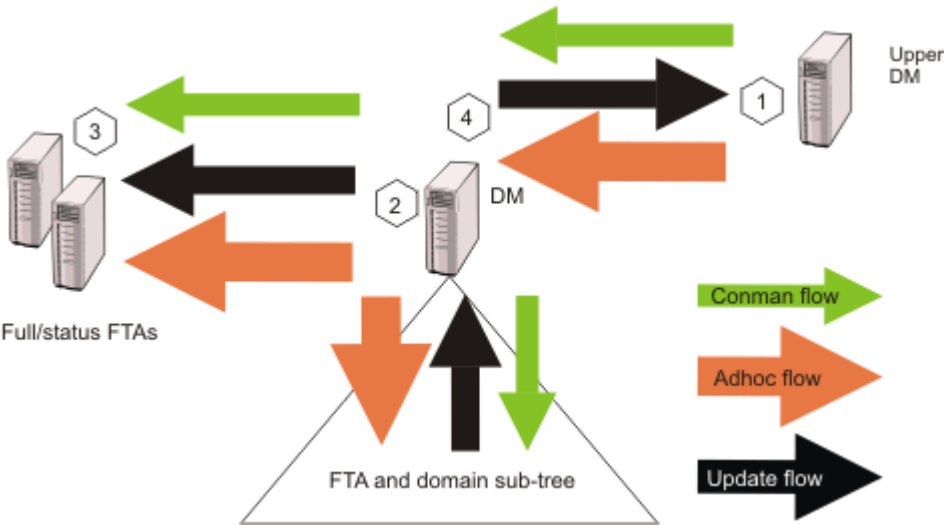 Upper
DM
1
4
3
2
DM
Full/status FTAs
Conman flow
Adhoc flow
Update flow
FTA and domain sub-tree